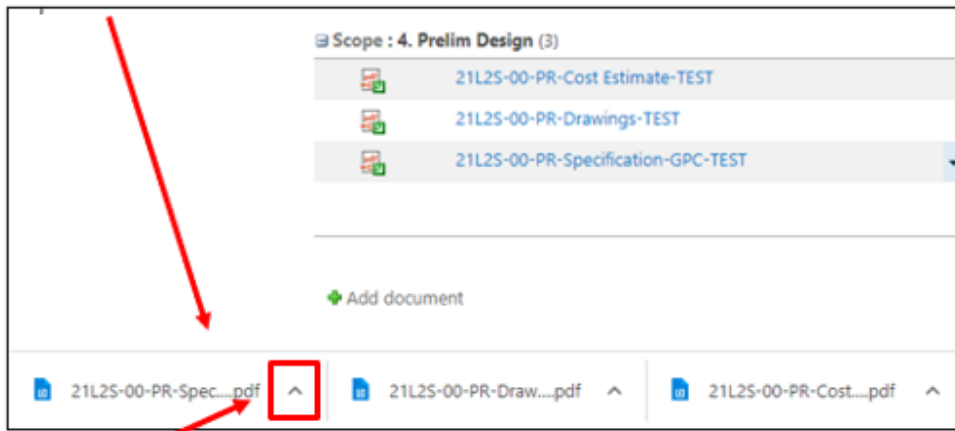 Scope : 4. Prelim Design (3)
21L2S-00-PR-Cost Estimate-TEST
21L2S-00-PR-Drawings-TEST
21L2S-00-PR-Specification-GPC-TEST
Add document
21L2S-00-PR-Spec....pdf 21L2S-00-PR-Draw....pdf 21L2S-00-PR-Cost....pdf